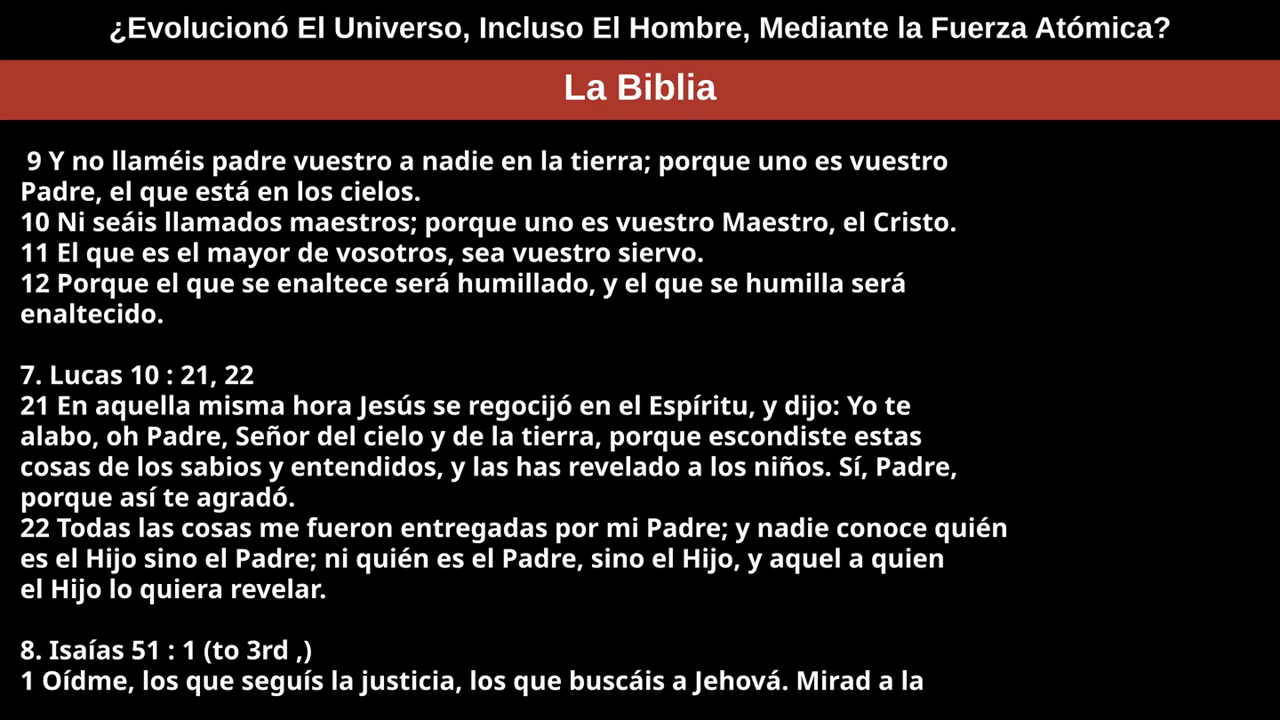 ¿Evolucionó El Universo, Incluso El Hombre, Mediante la Fuerza Atómica?
La Biblia
9 Y no llaméis padre vuestro a nadie en la tierra; porque uno es vuestro
Padre, el que está en los cielos.
10 Ni seáis llamados maestros; porque uno es vuestro Maestro, el Cristo.
11 El que es el mayor de vosotros, sea vuestro siervo.
12 Porque el que se enaltece será humillado, y el que se humilla será
enaltecido.
7. Lucas 10 : 21, 22
21 En aquella misma hora Jesús se regocijó en el Espíritu, y dijo: Yo te
alabo, oh Padre, Señor del cielo y de la tierra, porque escondiste estas
cosas de los sabios y entendidos, y las has revelado a los niños. Sí, Padre,
porque así te agradó.
22 Todas las cosas me fueron entregadas por mi Padre; y nadie conoce quién
es el Hijo sino el Padre; ni quién es el Padre, sino el Hijo, y aquel a quien
el Hijo lo quiera revelar.
8. Isaías 51 : 1 (to 3rd ,)
1 Oídme, los que seguís la justicia, los que buscáis a Jehová. Mirad a la